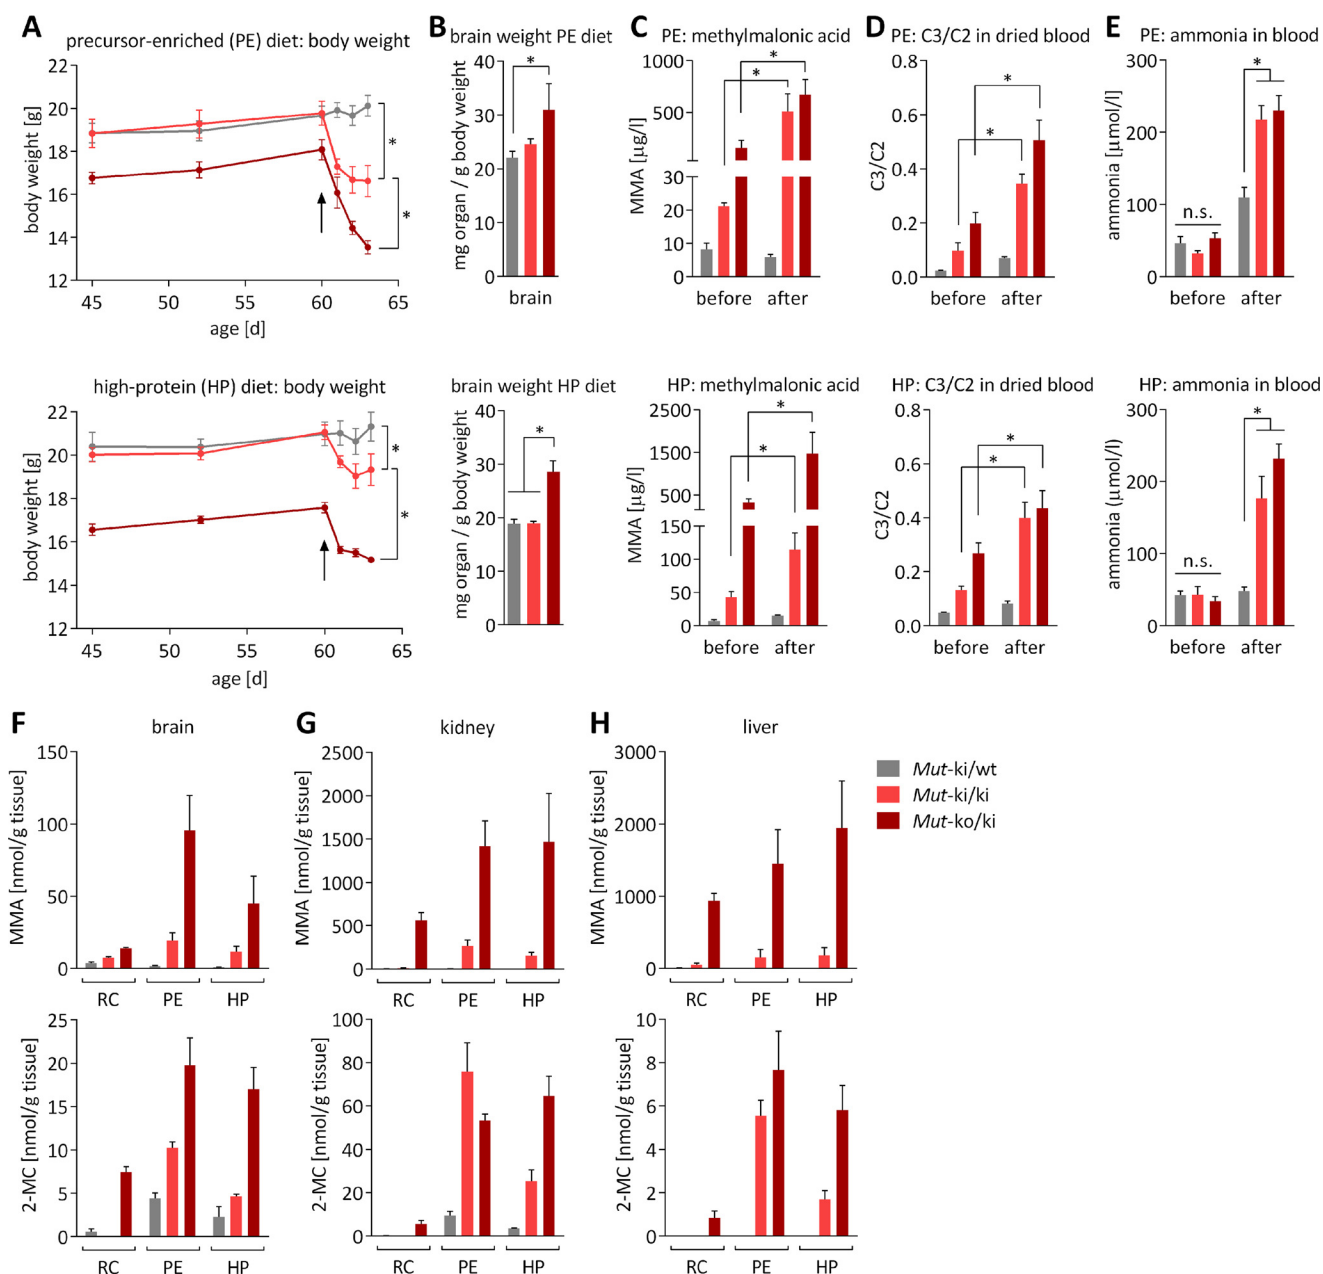 A
precursor-enriched (PE) diet: body weight
22
20
18
16
14
12
body weight [g]
*
*
45
50
55
60
65
age [d]
B
brain weight PE diet
40
30
20
10
0
mg organ / g body weight
*
brain
C
PE: methylmalonic acid
1000
500
30
20
10
0
MMA [µg/l]
*
*
before
after
D
PE: C3/C2 in dried blood
0.8
0.6
0.4
0.2
0.0
C3/C2
*
*
before
after
E
PE: ammonia in blood
300
200
100
0
ammonia [µmol/l]
n.s.
*
before
after
high-protein (HP) diet: body weight
22
20
18
16
14
12
body weight [g]
*
*
45
50
55
60
65
age [d]
brain weight HP diet
40
30
20
10
0
mg organ / g body weight
*
HP: methylmalonic acid
2500
1500
500
150
100
50
0
MMA [µg/l]
*
*
before
after
HP: C3/C2 in dried blood
0.8
0.6
0.4
0.2
0.0
C3/C2
*
*
before
after
HP: ammonia in blood
300
200
100
0
ammonia (µmol/l)
n.s.
*
before
after
F
brain
150
100
50
0
MMA [nmol/g tissue]
RC
PE
HP
G
kidney
2500
2000
1500
1000
500
0
MMA [nmol/g tissue]
RC
PE
HP
H
liver
3000
2000
1000
0
MMA [nmol/g tissue]
RC
PE
HP
Mut-ki/wt
Mut-ki/ki
Mut-ko/ki
25
20
15
10
5
0
2-MC [nmol/g tissue]
RC
PE
HP
100
80
60
40
20
0
2-MC [nmol/g tissue]
RC
PE
HP
10
8
6
4
2
0
2-MC [nmol/g tissue]
RC
PE
HP